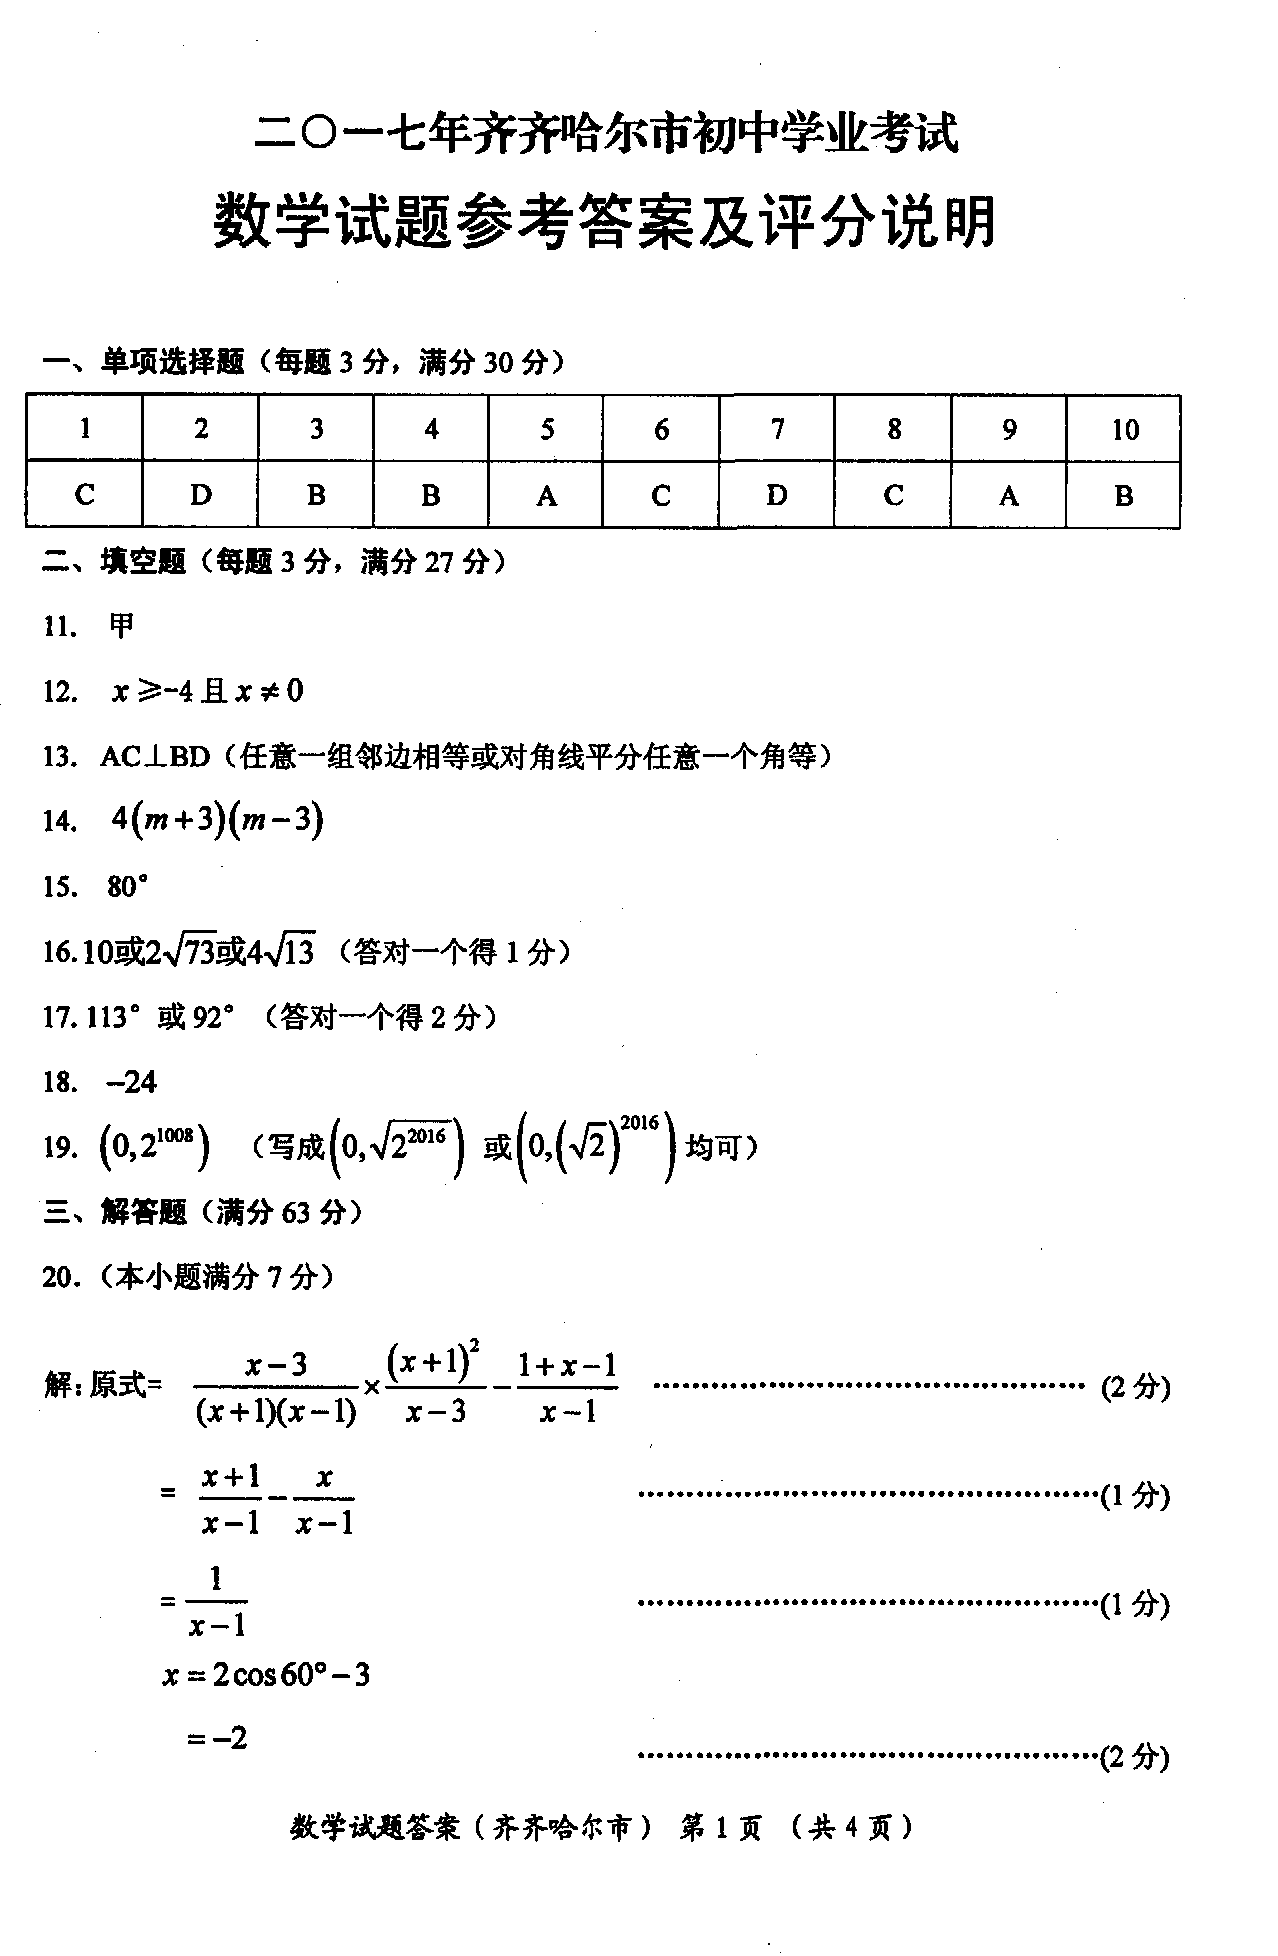 二〇一七年齐齐哈尔市初中学业考试
数学试题参考答案及评分说明
一、单项选择题（每题 3 分，满分 30 分）
1 2 3 4 5 6 7 8 9 10
C D B B A C D C A B
二、填空题（每题 3 分，满分 27 分）
11. 甲
12. x ≥-4 且 x ≠ 0
13. AC⊥BD（任意一组邻边相等或对角线平分任意一个角等）
14. 4(m+3)(m-3)
15. 80°
16. 10或2√73或4√13 （答对一个得 1 分）
17. 113° 或 92° （答对一个得 2 分）
18. -24
19. (0,2^1008) （写成(0,√(2^2016)) 或(0,(√2)^2016) 均可）
三、解答题（满分 63 分）
20.（本小题满分 7 分）
解：原式= (x-3)/((x+1)(x-1)) × (x+1)²/(x-3) - (1+x-1)/(x-1) ………………………………… (2 分)
= (x+1)/(x-1) - x/(x-1) ……………………………………(1 分)
= 1/(x-1) ……………………………………(1 分)
x = 2cos60° - 3
= -2 ……………………………………(2 分)
数学试题答案（齐齐哈尔市） 第 1 页 （共 4 页）